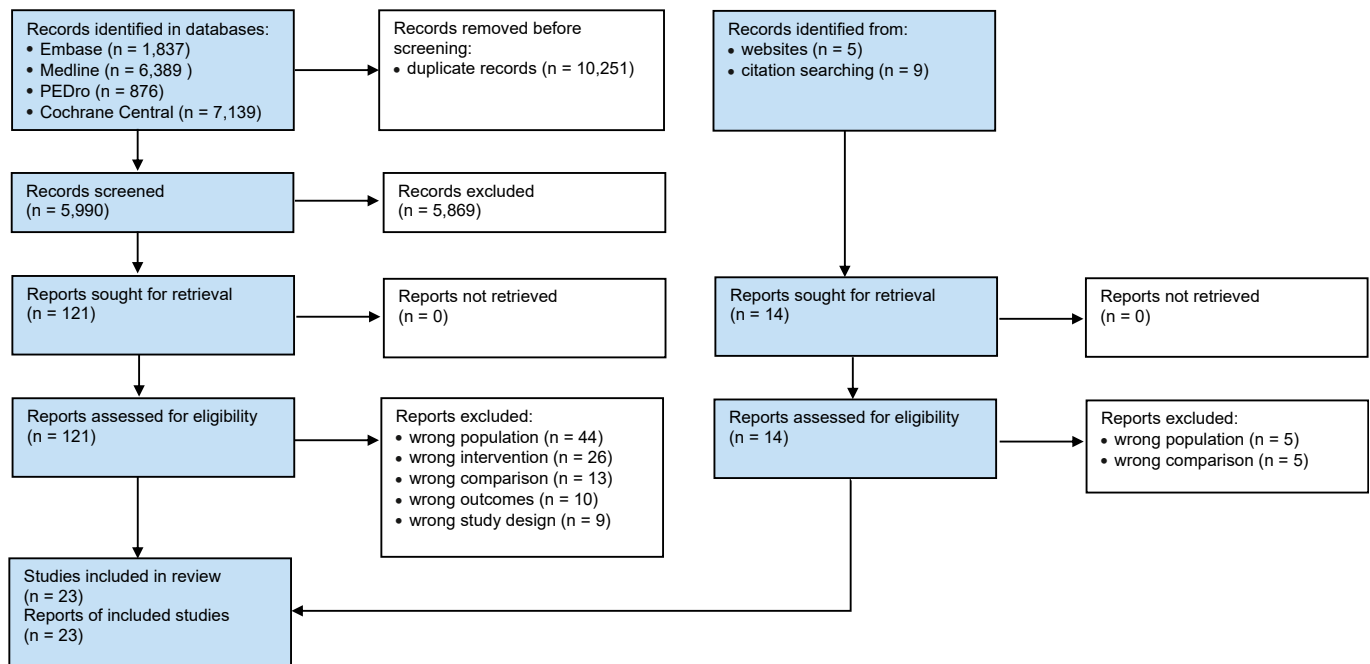 Records identified in databases:
• Embase (n = 1,837)
• Medline (n = 6,389 )
• PEDro (n = 876)
• Cochrane Central (n = 7,139)
Records removed before
screening:
• duplicate records (n = 10,251)
Records identified from:
• websites (n = 5)
• citation searching (n = 9)
Records screened
(n = 5,990)
Records excluded
(n = 5,869)
Reports sought for retrieval
(n = 121)
Reports not retrieved
(n = 0)
Reports sought for retrieval
(n = 14)
Reports not retrieved
(n = 0)
Reports assessed for eligibility
(n = 121)
Reports excluded:
• wrong population (n = 44)
• wrong intervention (n = 26)
• wrong comparison (n = 13)
• wrong outcomes (n = 10)
• wrong study design (n = 9)
Reports assessed for eligibility
(n = 14)
Reports excluded:
• wrong population (n = 5)
• wrong comparison (n = 5)
Studies included in review
(n = 23)
Reports of included studies
(n = 23)